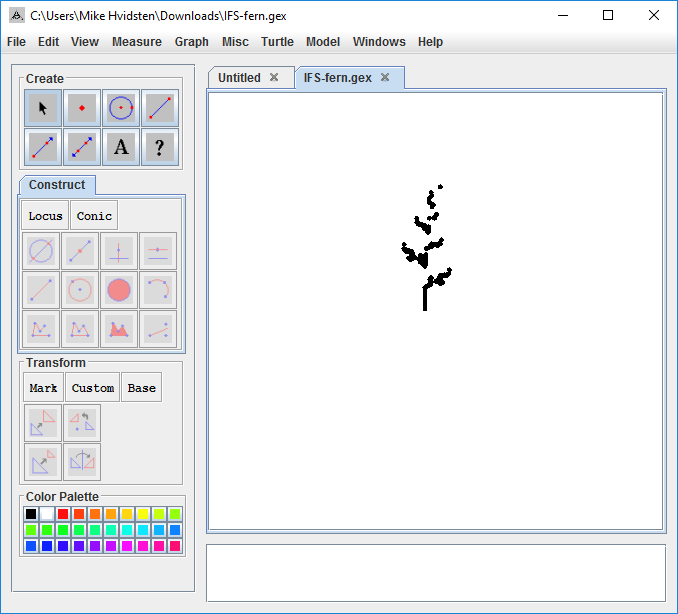 C:\Users\Mike Hvidsten\Downloads\IFS-fern.gex
File Edit View Measure Graph Misc Turtle Model Windows Help
Create
A ?
Construct
Locus Conic
Transform
Mark Custom Base
Color Palette
Untitled IFS-fern.gex